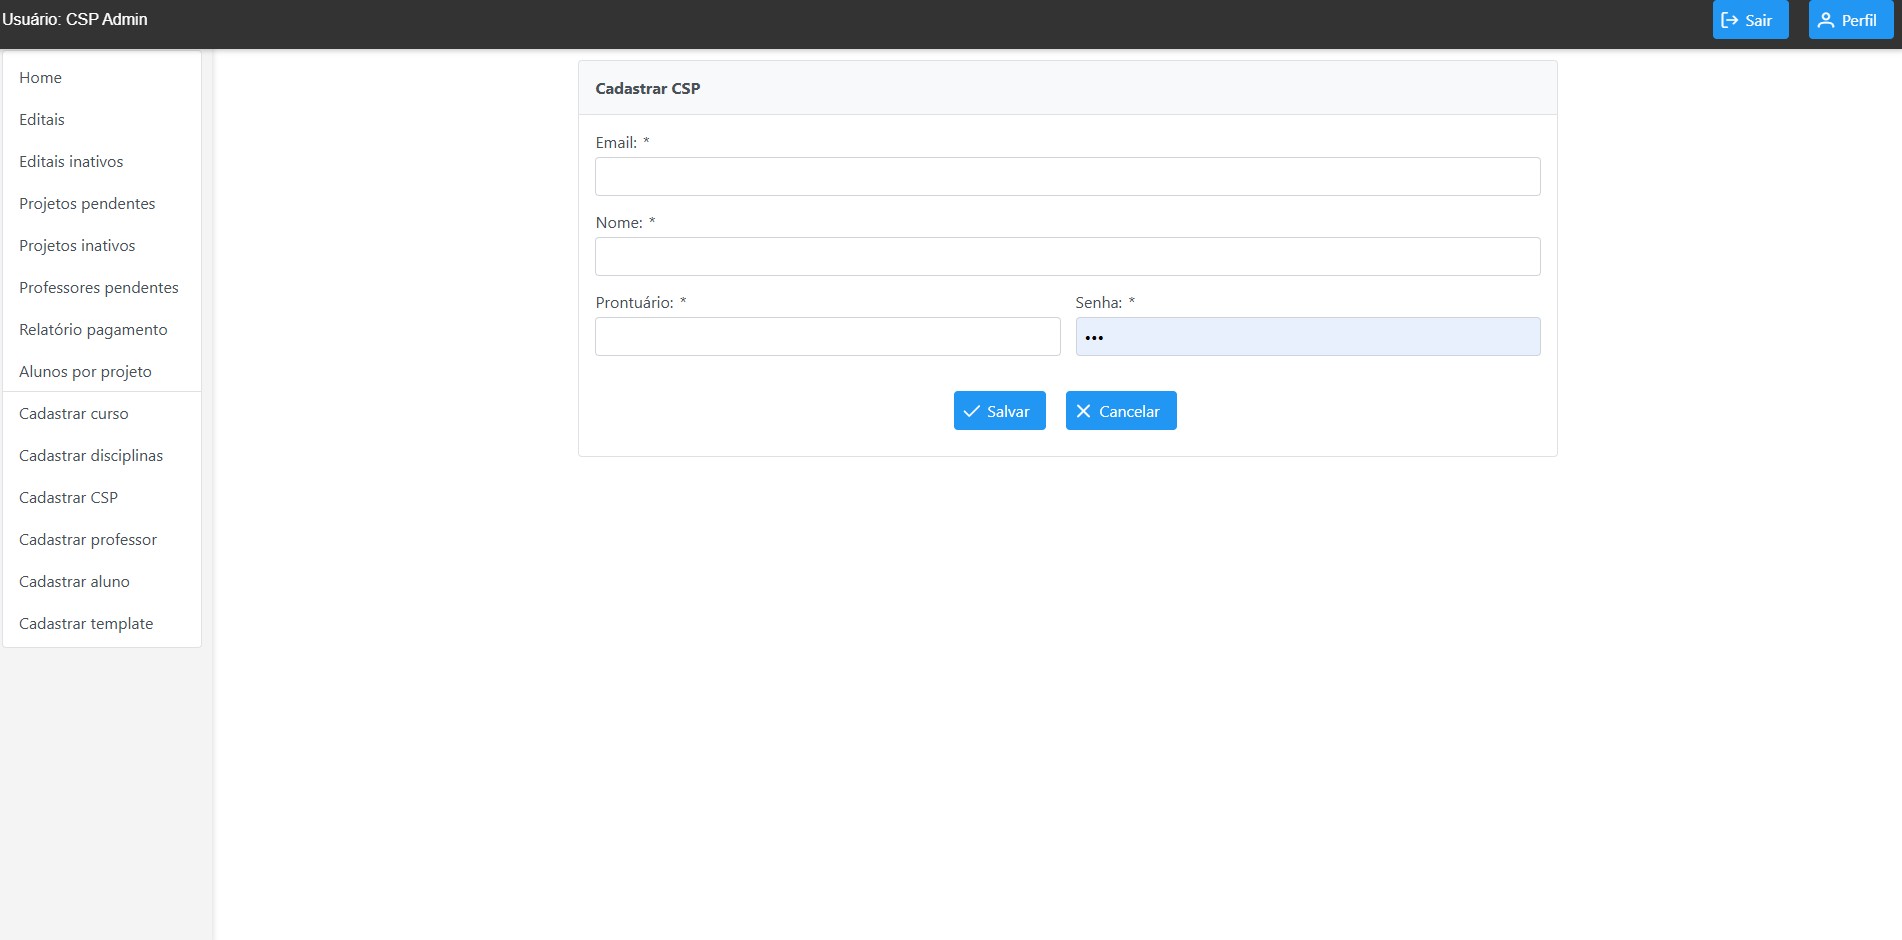 Usuário: CSP Admin
Sair
Perfil
Home
Editais
Editais inativos
Projetos pendentes
Projetos inativos
Professores pendentes
Relatório pagamento
Alunos por projeto
Cadastrar curso
Cadastrar disciplinas
Cadastrar CSP
Cadastrar professor
Cadastrar aluno
Cadastrar template
Cadastrar CSP
Email: *
Nome: *
Prontuário: *
Senha: *
•••
Salvar
Cancelar